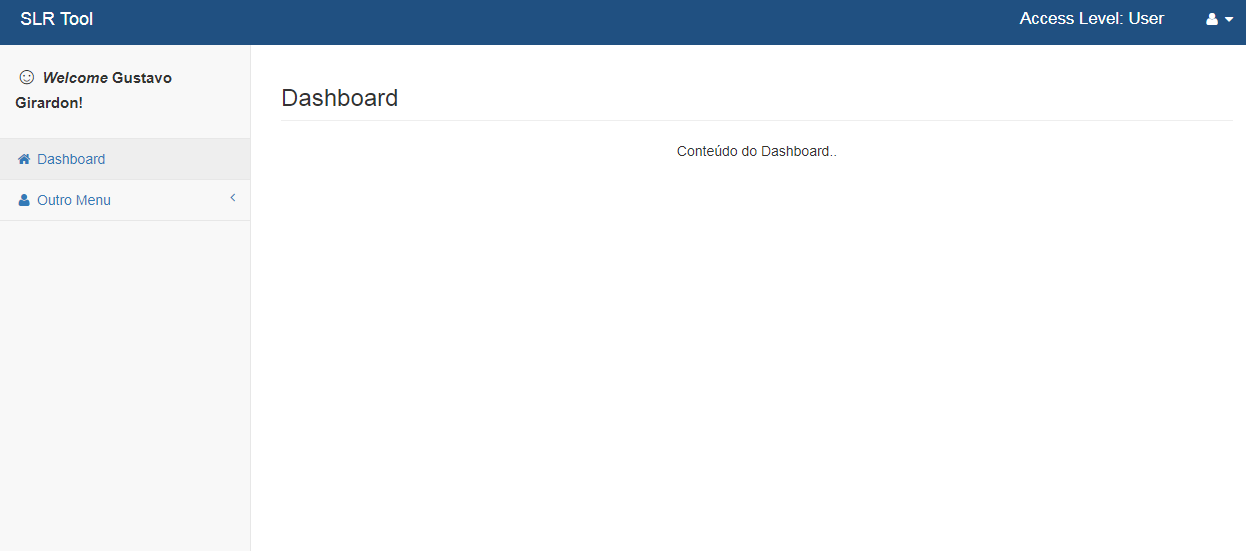 SLR Tool
Access Level: User
Welcome Gustavo
Girardon!
Dashboard
Outro Menu
Dashboard
Conteúdo do Dashboard..